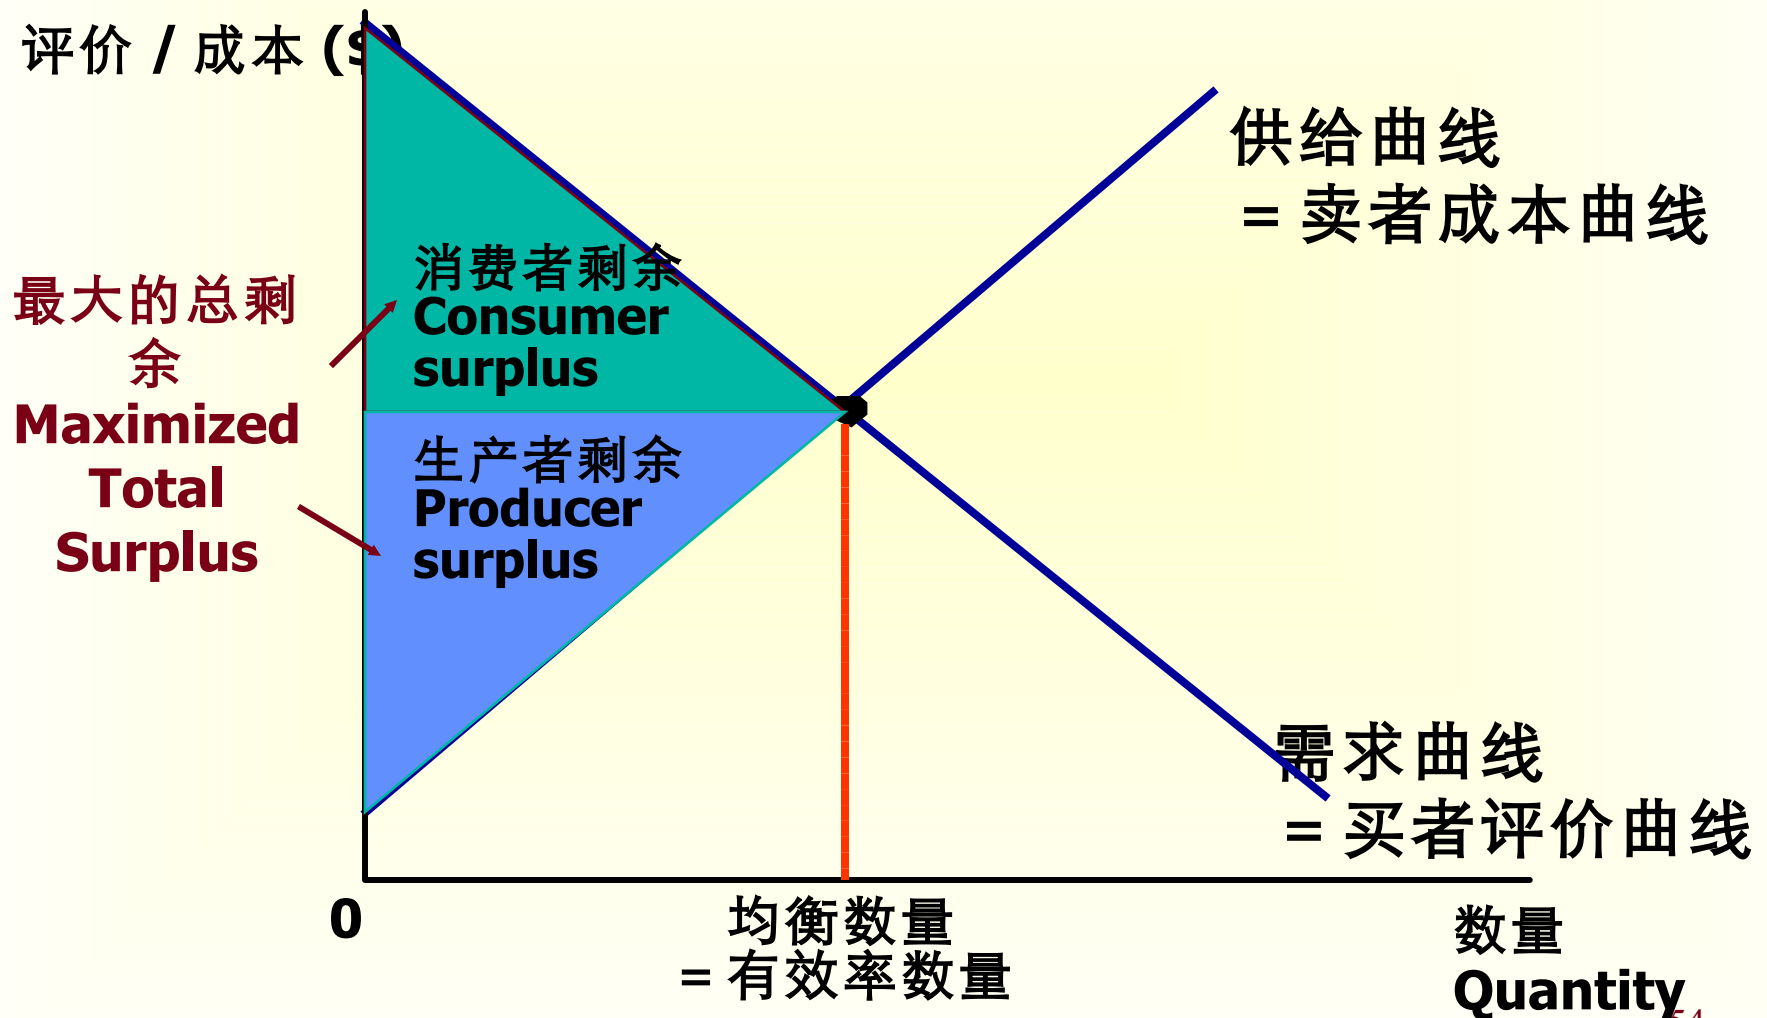 评价 / 成本 ($)
供给曲线
= 卖者成本曲线
消费者剩余
Consumer
surplus
最大的总剩
余
Maximized
Total
Surplus
生产者剩余
Producer
surplus
需求曲线
= 买者评价曲线
0
均衡数量
= 有效率数量
数量
Quantity